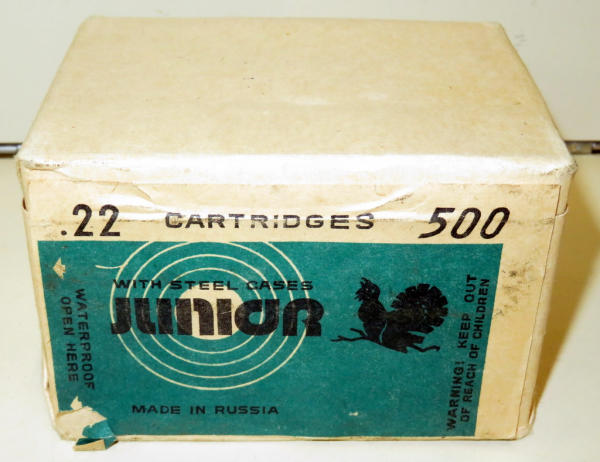 .22 CARTRIDGES 500
WITH STEEL CASES
JUNIOR
MADE IN RUSSIA
WATERPROOF
OPEN HERE
WARNING! KEEP OUT
OF REACH OF CHILDREN